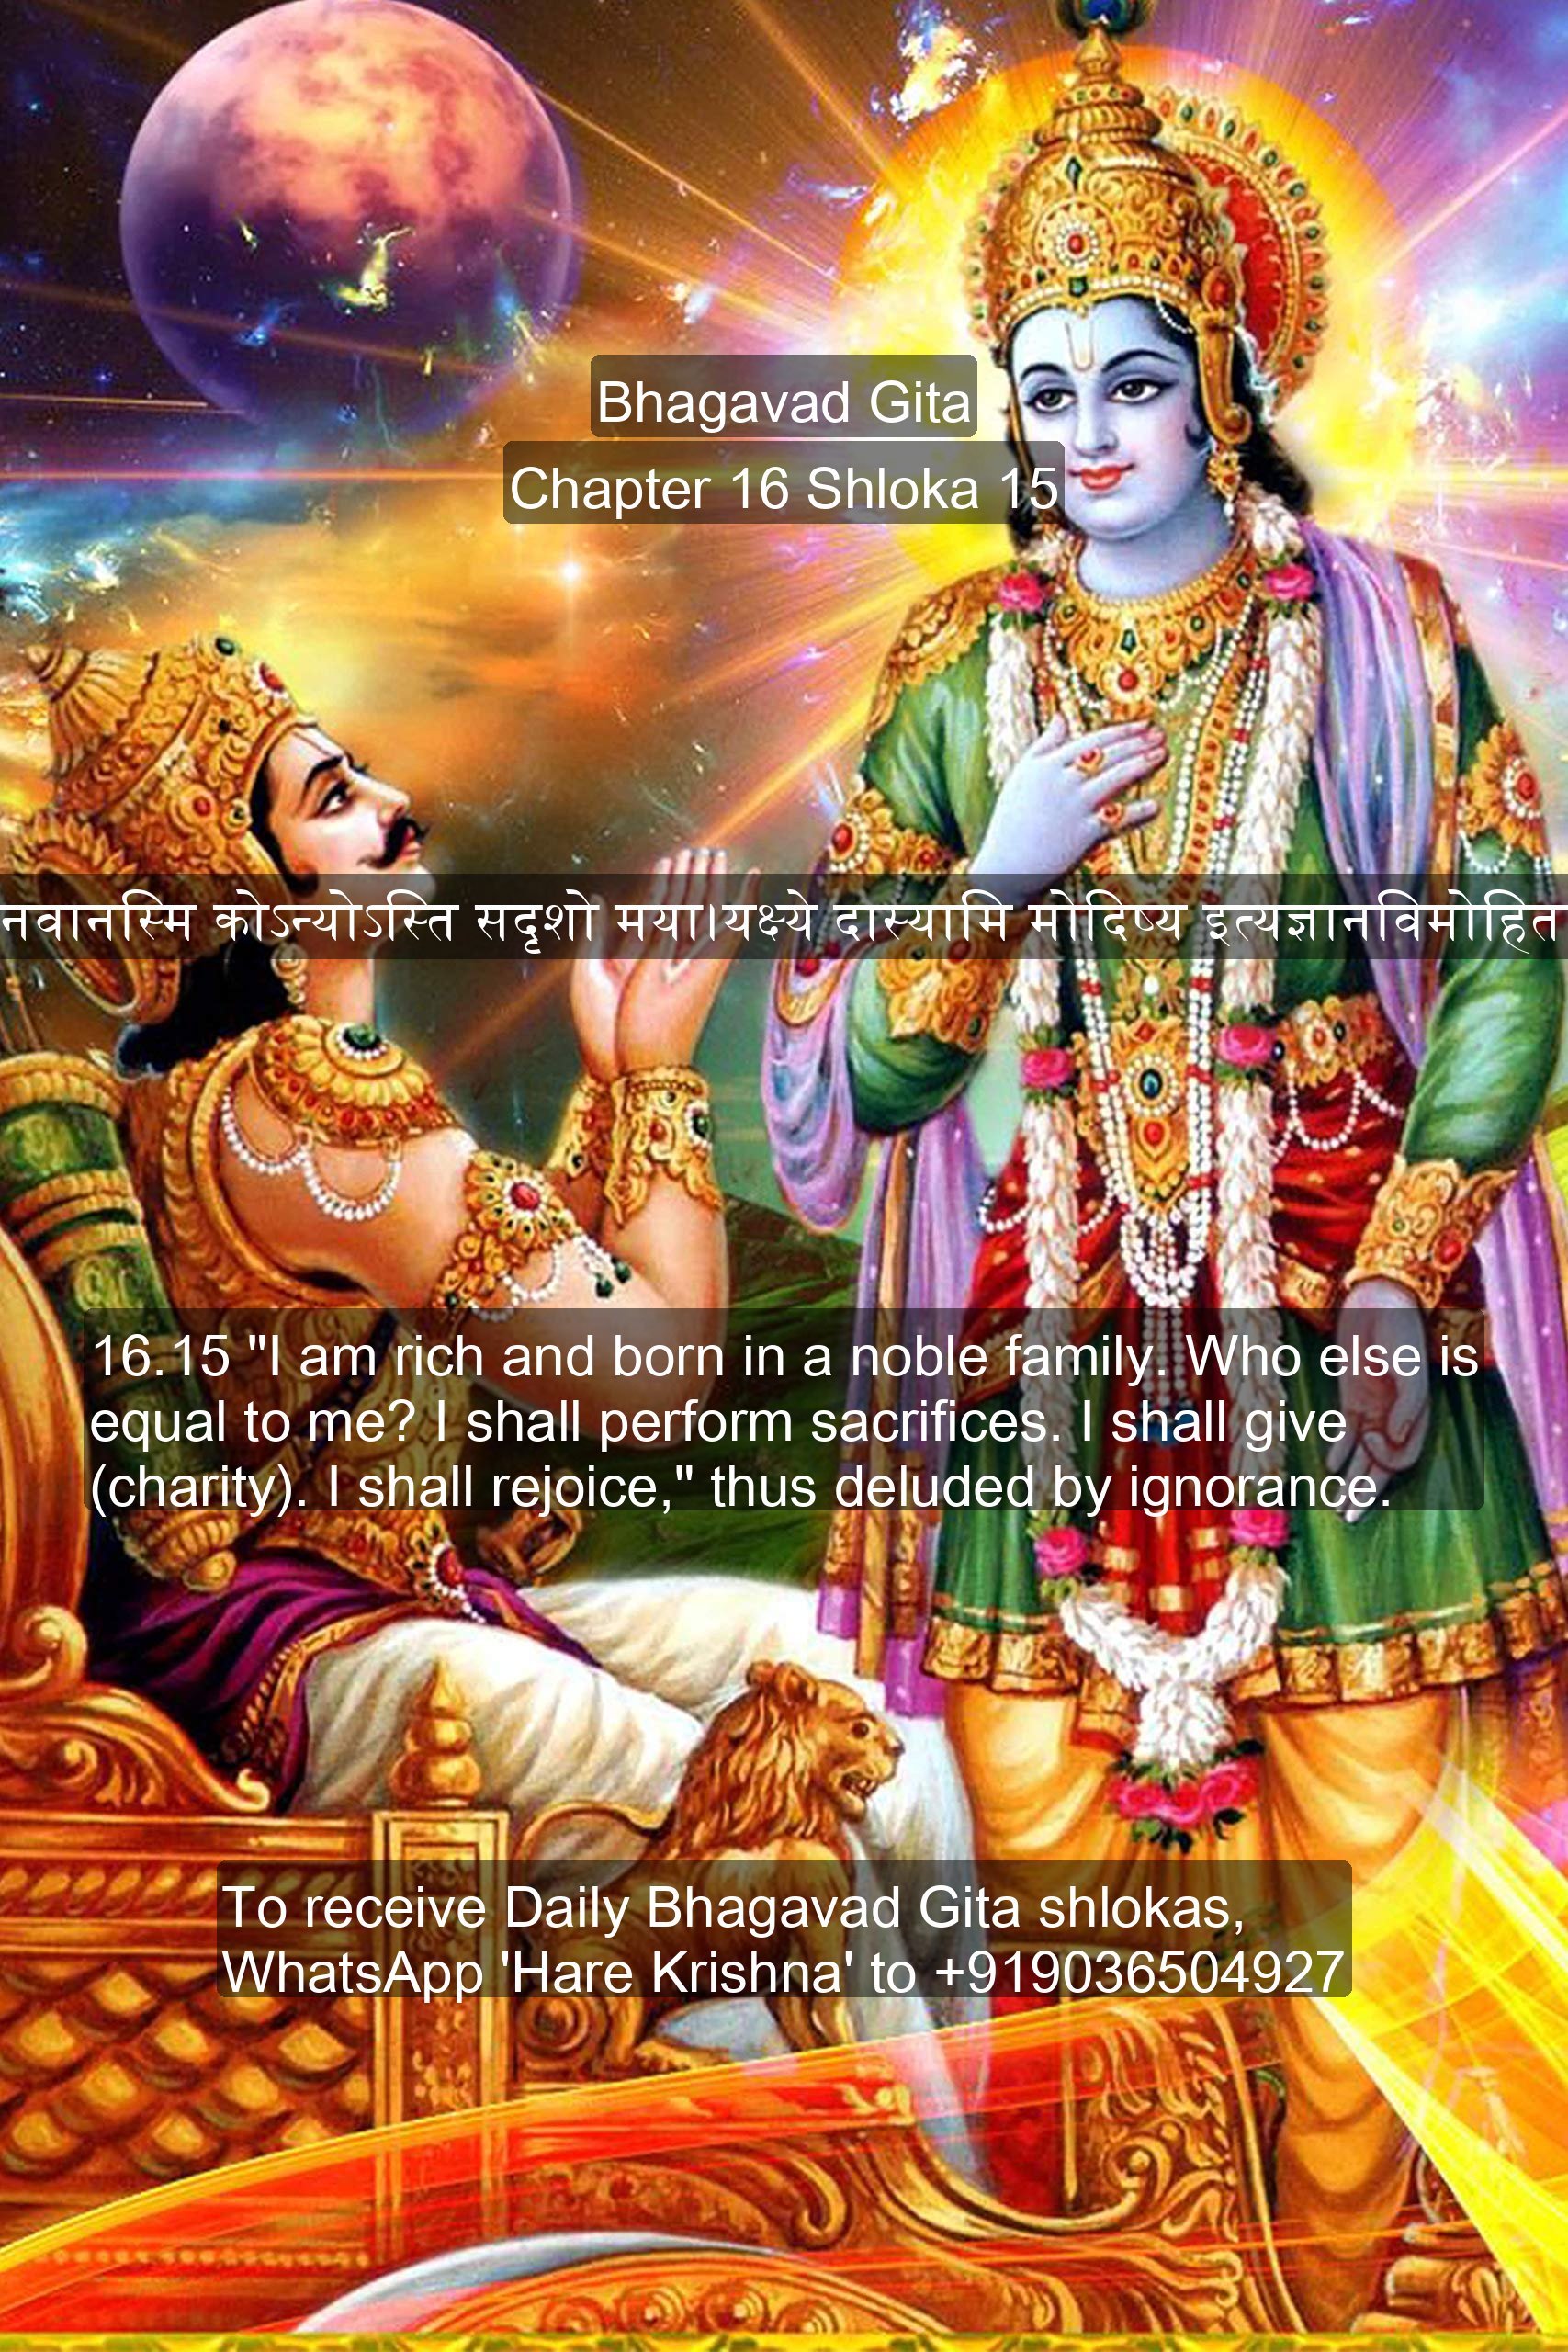 Bhagavad Gita
Chapter 16 Shloka 15
नवानस्मि कोऽन्योऽस्ति सदृशो मया।यक्ष्ये दास्यामि मोदिष्य इत्यज्ञानविमोहित
16.15 "I am rich and born in a noble family. Who else is
equal to me? I shall perform sacrifices. I shall give
(charity). I shall rejoice," thus deluded by ignorance.
To receive Daily Bhagavad Gita shlokas,
WhatsApp 'Hare Krishna' to +919036504927